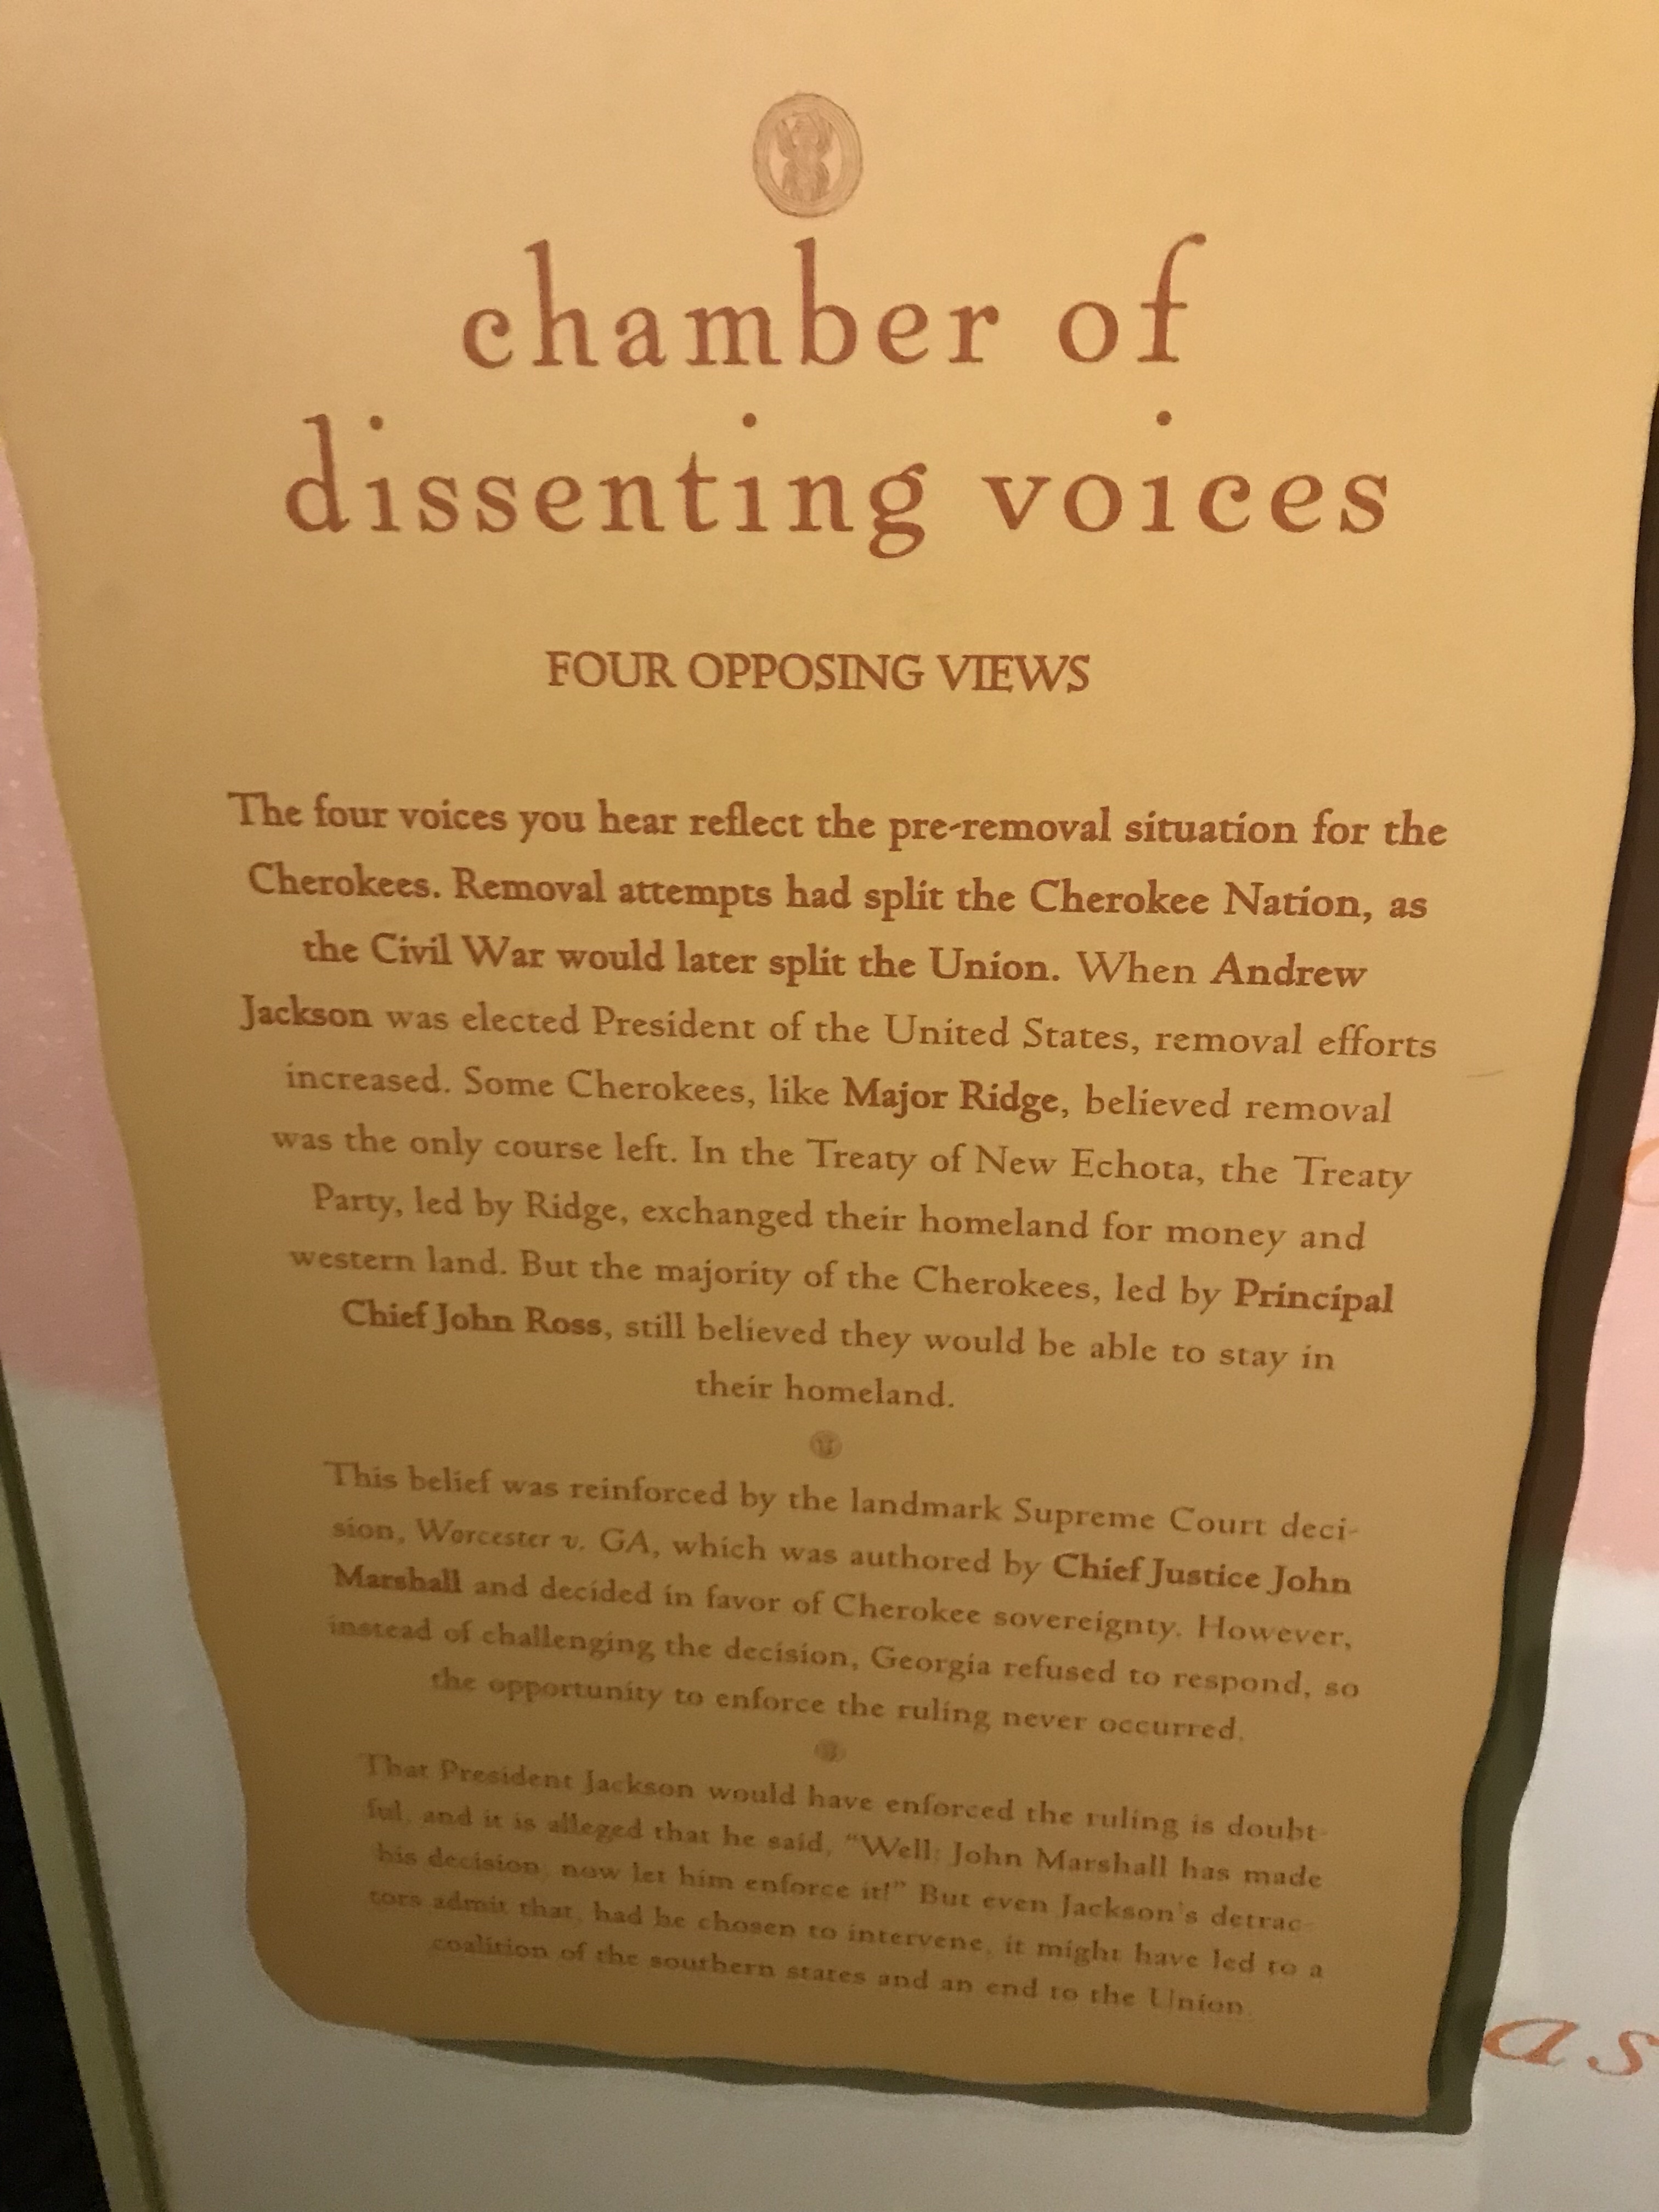 chamber of
dissenting voices
FOUR OPPOSING VIEWS
The four voices you hear reflect the pre-removal situation for the
Cherokees. Removal attempts had split the Cherokee Nation, as
the Civil War would later split the Union. When Andrew
Jackson was elected President of the United States, removal efforts
increased. Some Cherokees, like Major Ridge, believed removal
was the only course left. In the Treaty of New Echota, the Treaty
Party, led by Ridge, exchanged their homeland for money and
western land. But the majority of the Cherokees, led by Principal
Chief John Ross, still believed they would be able to stay in
their homeland.
This belief was reinforced by the landmark Supreme Court deci-
sion, Worcester v. GA, which was authored by Chief Justice John
Marshall and decided in favor of Cherokee sovereignty. However,
instead of challenging the decision, Georgia refused to respond, so
the opportunity to enforce the ruling never occurred.
That President Jackson would have enforced the ruling is doubt-
ful, and it is alleged that he said, "Well: John Marshall has made
his decision; now let him enforce it!" But even Jackson's detrac-
tors admit that, had he chosen to intervene, it might have led to a
coalition of the southern states and an end to the Union.
as